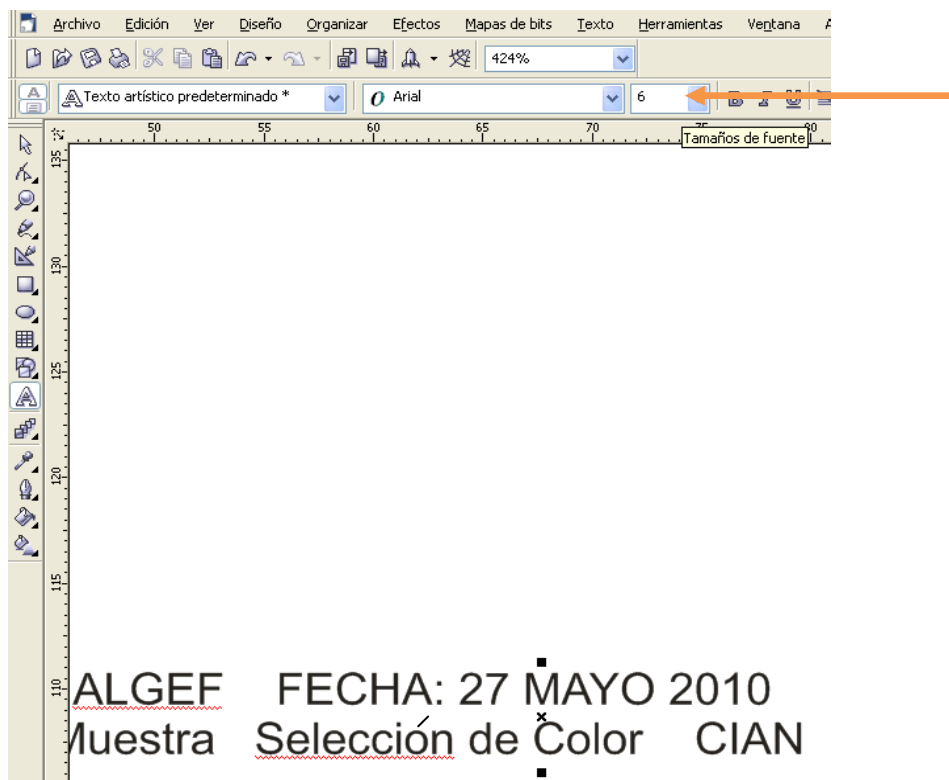 Archivo Edición Ver Diseño Organizar Efectos Mapas de bits Texto Herramientas Ventana A
424%
Texto artístico predeterminado * Arial 6
50 55 60 65 70 75 80
Tamaños de fuente
135
130
125
120
115
110
ALGEF FECHA: 27 MAYO 2010
Muestra Selección de Color CIAN